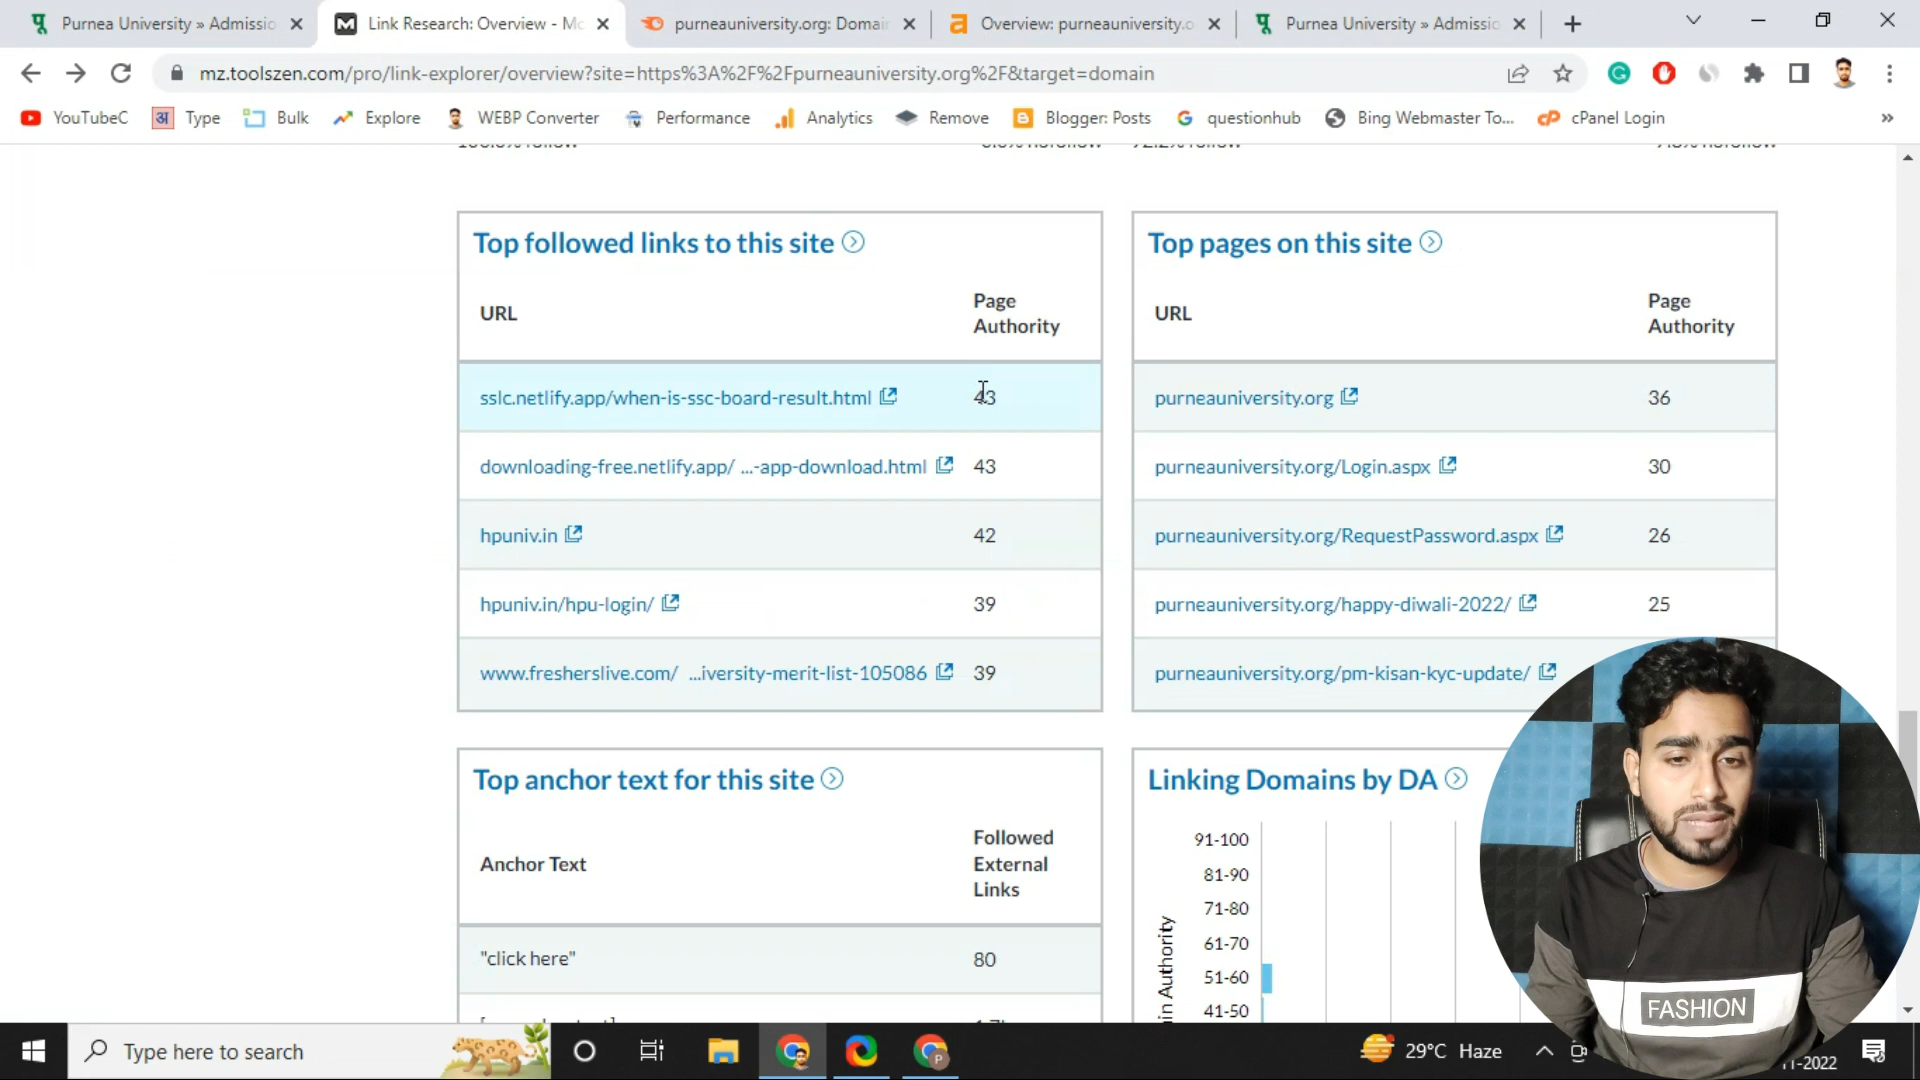 Purnea University » Admissio
Link Research: Overview - Mo
purneauniversity.org: Domai
Overview: purneauniversity.o
Purnea University » Admissio
mz.toolszen.com/pro/link-explorer/overview?site=https%3A%2F%2Fpurneauniversity.org%2F&target=domain
YouTubeC
अ Type
Bulk
Explore
WEBP Converter
Performance
Analytics
Remove
Blogger: Posts
questionhub
Bing Webmaster To...
cPanel Login
»
Top followed links to this site
URL
Page
Authority
sslc.netlify.app/when-is-ssc-board-result.html 43
downloading-free.netlify.app/ ...-app-download.html 43
hpuniv.in 42
hpuniv.in/hpu-login/ 39
www.fresherslive.com/ ...iversity-merit-list-105086 39
Top pages on this site
URL
Page
Authority
purneauniversity.org 36
purneauniversity.org/Login.aspx 30
purneauniversity.org/RequestPassword.aspx 26
purneauniversity.org/happy-diwali-2022/ 25
purneauniversity.org/pm-kisan-kyc-update/
Top anchor text for this site
Anchor Text
Followed
External
Links
"click here" 80
Linking Domains by DA
91-100
81-90
71-80
61-70
51-60
41-50
in Authority
FASHION
Type here to search
29°C Haze
-2022